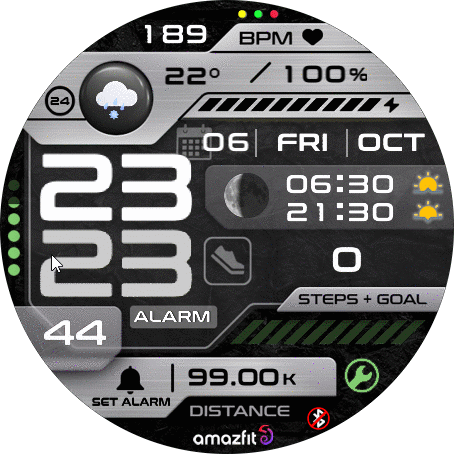 189 BPM
22° / 100%
24
06 FRI OCT
23
06:30
21:30
23
0
STEPS + GOAL
ALARM
44
99.00K
SET ALARM
DISTANCE
amazfit